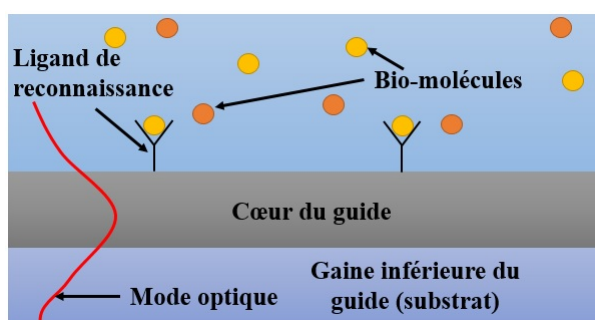 Ligand de
reconnaissance
Bio-molécules
Cœur du guide
Gaine inférieure du
guide (substrat)
Mode optique